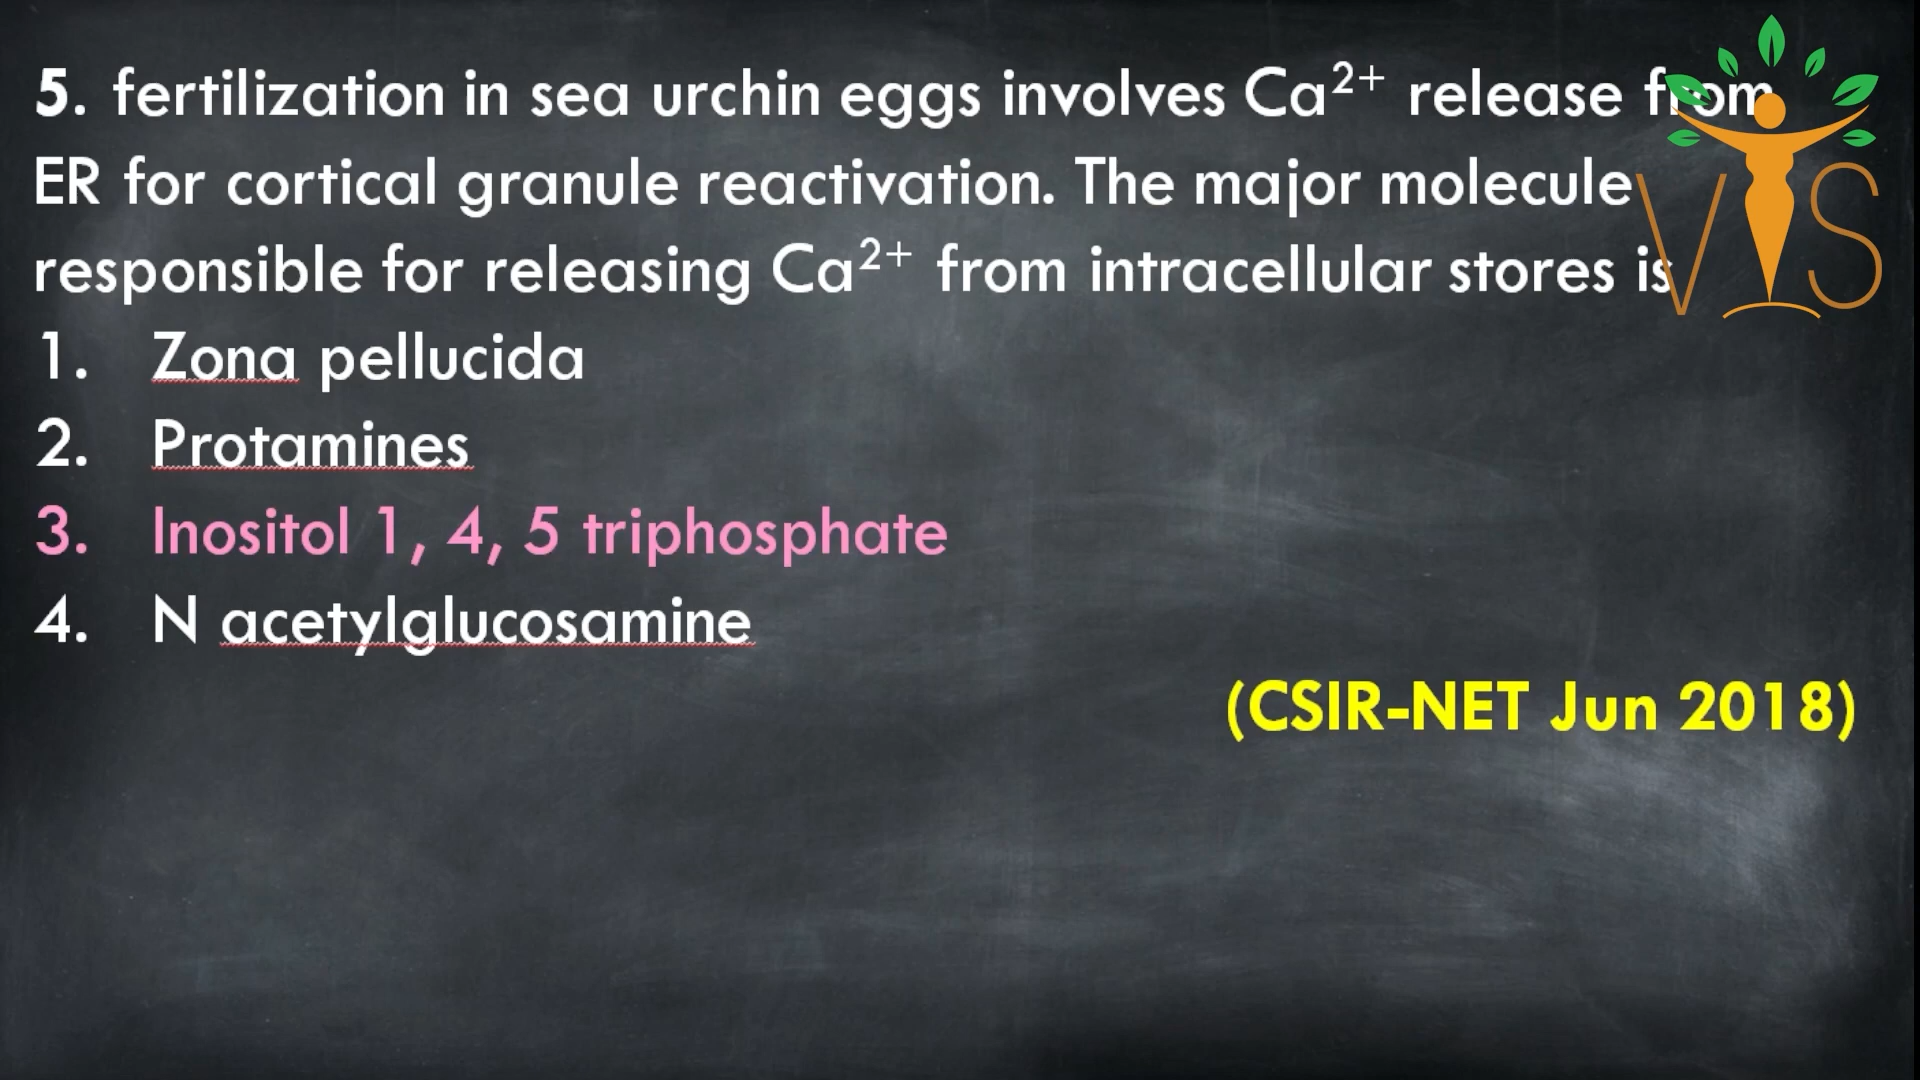 5. fertilization in sea urchin eggs involves Ca²⁺ release from
ER for cortical granule reactivation. The major molecule
responsible for releasing Ca²⁺ from intracellular stores is
1. Zona pellucida
2. Protamines
3. Inositol 1, 4, 5 triphosphate
4. N acetylglucosamine
(CSIR-NET Jun 2018)
VIS